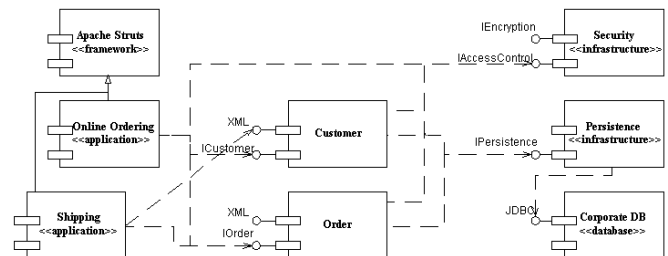 Apache Struts
<<framework>>
IEncryption
Security
<<infrastructure>>
IAccessControl
Online Ordering
<<application>>
XML
ICustomer
Customer
IPersistence
Persistence
<<infrastructure>>
Shipping
<<application>>
XML
IOrder
Order
JDBC
Corporate DB
<<database>>